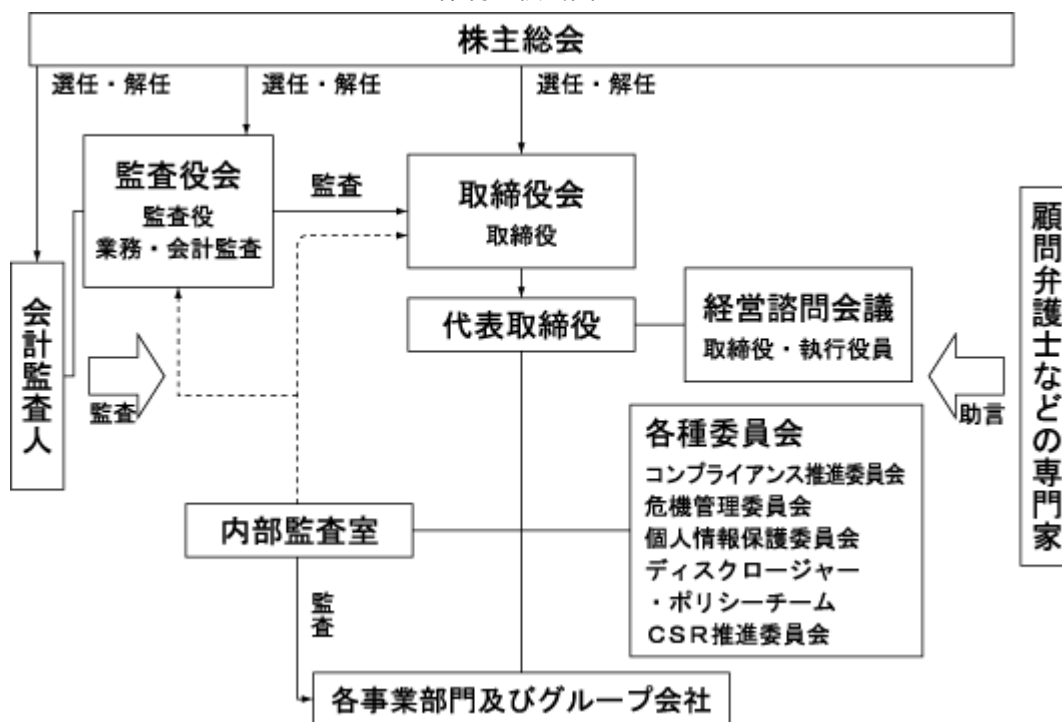 株主総会
選任・解任
選任・解任
選任・解任
監査役会
監査役
業務・会計監査
監査
取締役会
取締役
会計監査人
監査
代表取締役
経営諮問会議
取締役・執行役員
助言
顧問弁護士などの専門家
各種委員会
コンプライアンス推進委員会
危機管理委員会
個人情報保護委員会
ディスクロージャー
・ポリシーチーム
CSR推進委員会
内部監査室
監査
各事業部門及びグループ会社